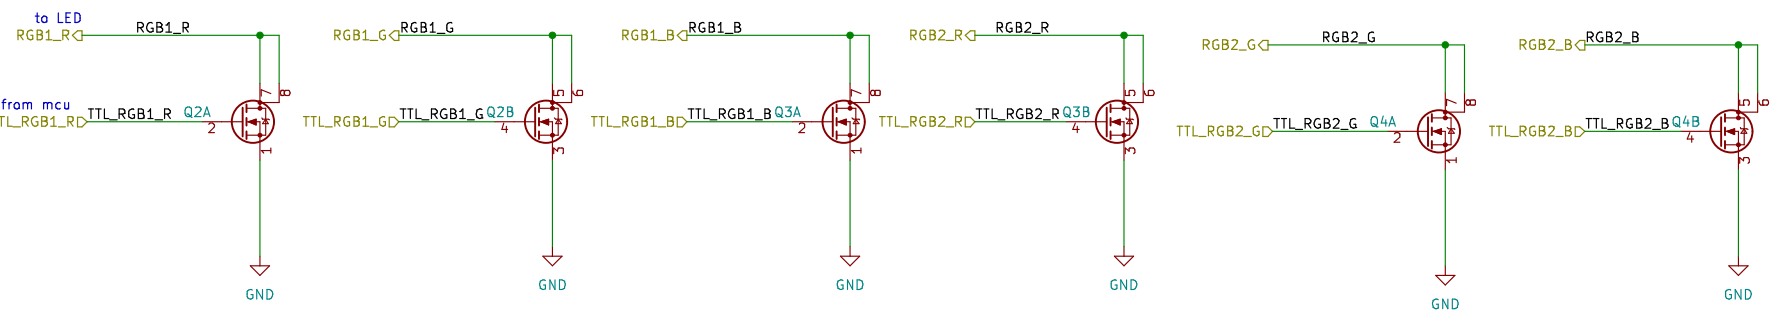 to LED
RGB1_R
RGB1_R
from mcu
TTL_RGB1_R
TTL_RGB1_R
Q2A
2
7
8
1
GND
RGB1_G
RGB1_G
TTL_RGB1_G
TTL_RGB1_G
Q2B
4
5
6
3
GND
RGB1_B
RGB1_B
TTL_RGB1_B
TTL_RGB1_B
Q3A
2
7
8
1
GND
RGB2_R
RGB2_R
TTL_RGB2_R
TTL_RGB2_R
Q3B
4
5
6
3
GND
RGB2_G
RGB2_G
TTL_RGB2_G
TTL_RGB2_G
Q4A
2
7
8
1
GND
RGB2_B
RGB2_B
TTL_RGB2_B
TTL_RGB2_B
Q4B
4
5
6
3
GND